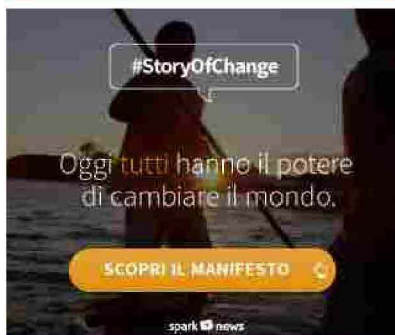 #StoryOfChange
Oggi tutti hanno il potere
di cambiare il mondo.
SCOPRI IL MANIFESTO
spark news